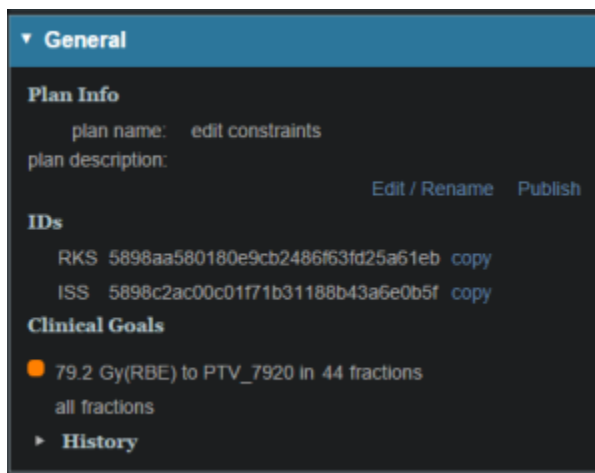 General
Plan Info
plan name: edit constraints
plan description:
Edit / Rename Publish
IDs
RKS 5898aa580180e9cb2486f63fd25a61eb copy
ISS 5898c2ac00c01f71b31188b43a6e0b5f copy
Clinical Goals
79.2 Gy(RBE) to PTV_7920 in 44 fractions
all fractions
History